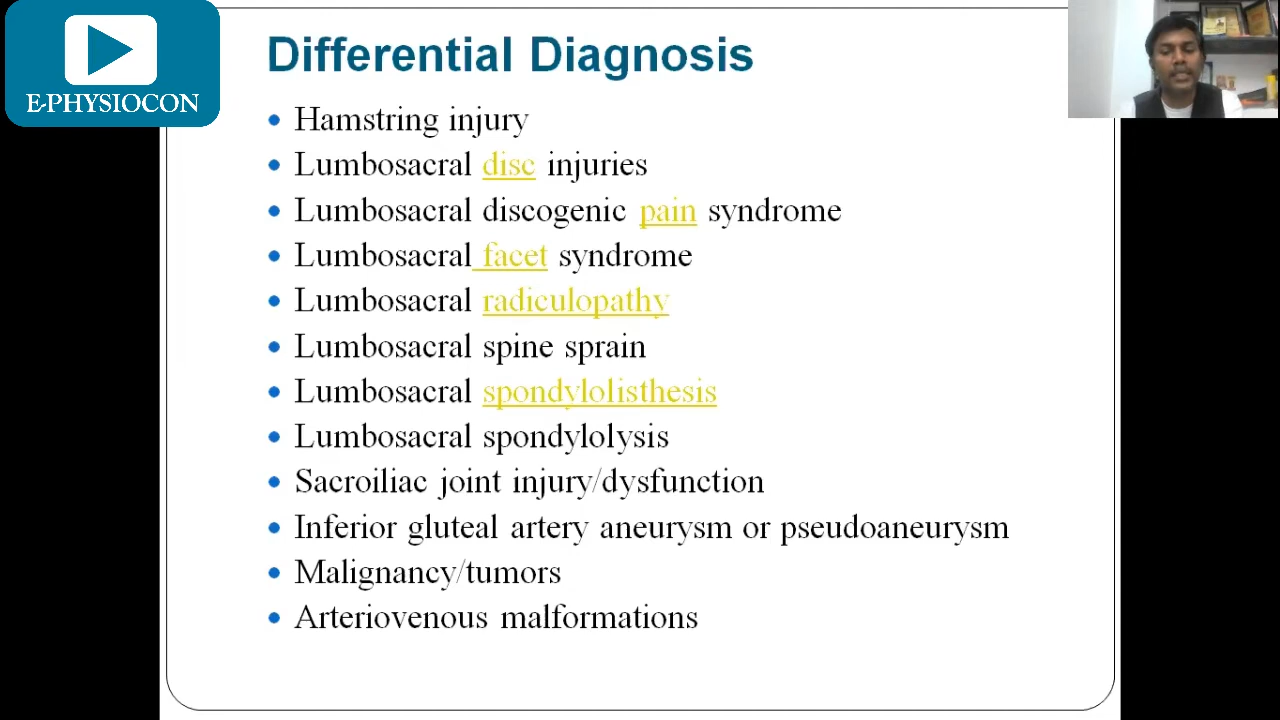 E-PHYSIOCON
Differential Diagnosis
Hamstring injury
Lumbosacral disc injuries
Lumbosacral discogenic pain syndrome
Lumbosacral facet syndrome
Lumbosacral radiculopathy
Lumbosacral spine sprain
Lumbosacral spondylolisthesis
Lumbosacral spondylolysis
Sacroiliac joint injury/dysfunction
Inferior gluteal artery aneurysm or pseudoaneurysm
Malignancy/tumors
Arteriovenous malformations